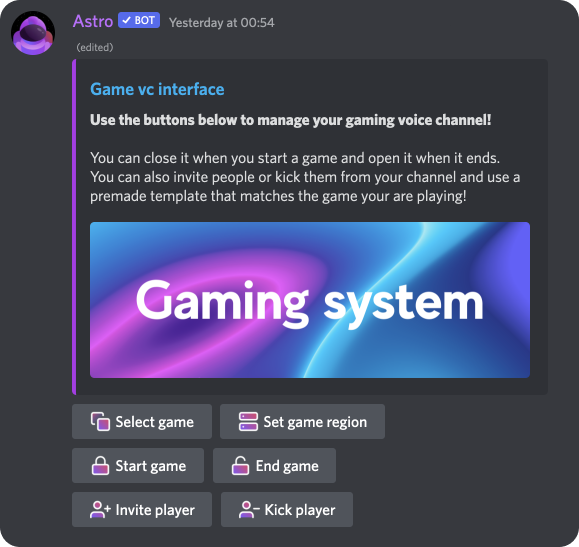 Astro ✓ BOT Yesterday at 00:54
(edited)
Game vc interface
Use the buttons below to manage your gaming voice channel!
You can close it when you start a game and open it when it ends.
You can also invite people or kick them from your channel and use a
premade template that matches the game your are playing!
Gaming system
Select game Set game region
Start game End game
Invite player Kick player